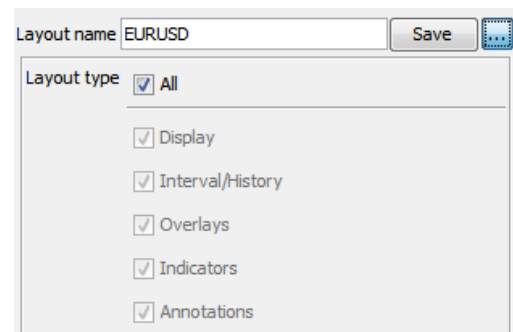 Layout name EURUSD Save ...
Layout type All
Display
Interval/History
Overlays
Indicators
Annotations